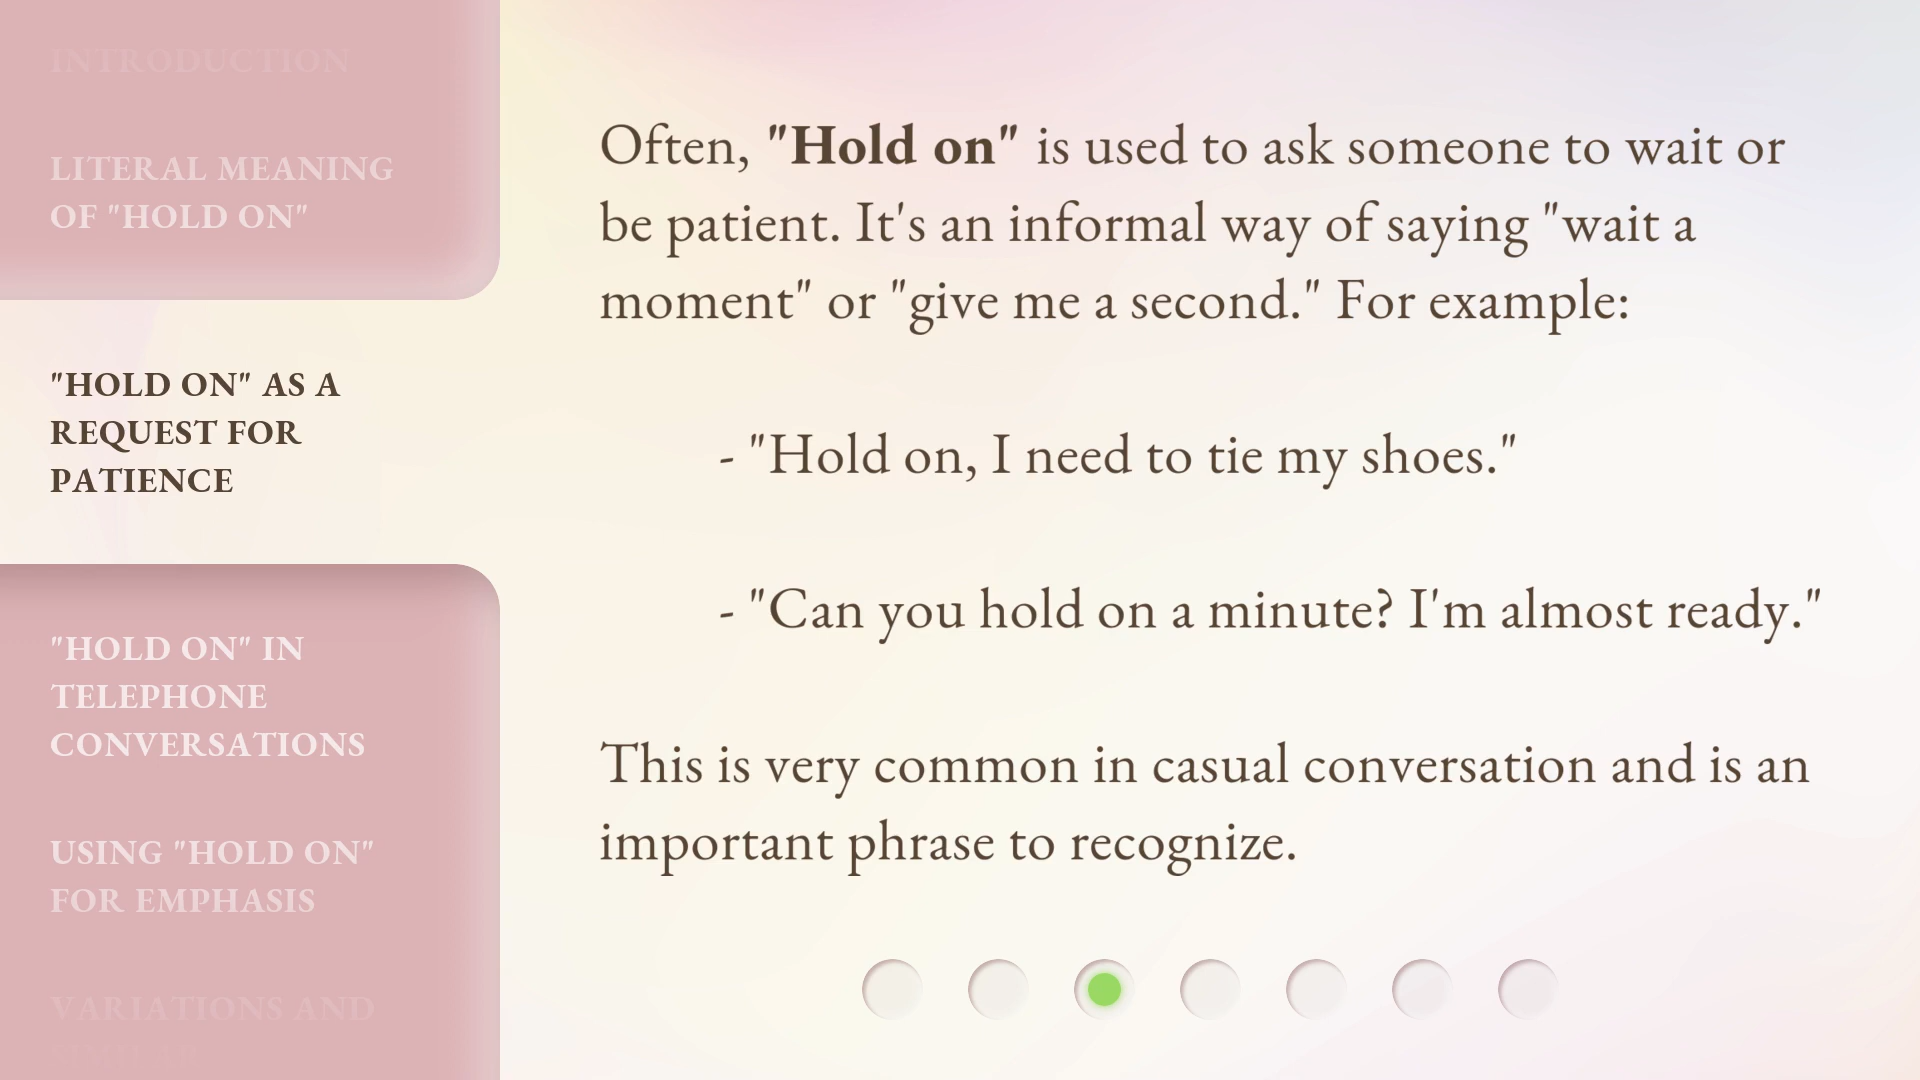 INTRODUCTION
LITERAL MEANING
OF "HOLD ON"
"HOLD ON" AS A
REQUEST FOR
PATIENCE
"HOLD ON" IN
TELEPHONE
CONVERSATIONS
USING "HOLD ON"
FOR EMPHASIS
VARIATIONS AND
Often, "Hold on" is used to ask someone to wait or
be patient. It's an informal way of saying "wait a
moment" or "give me a second." For example:
- "Hold on, I need to tie my shoes."
- "Can you hold on a minute? I'm almost ready."
This is very common in casual conversation and is an
important phrase to recognize.